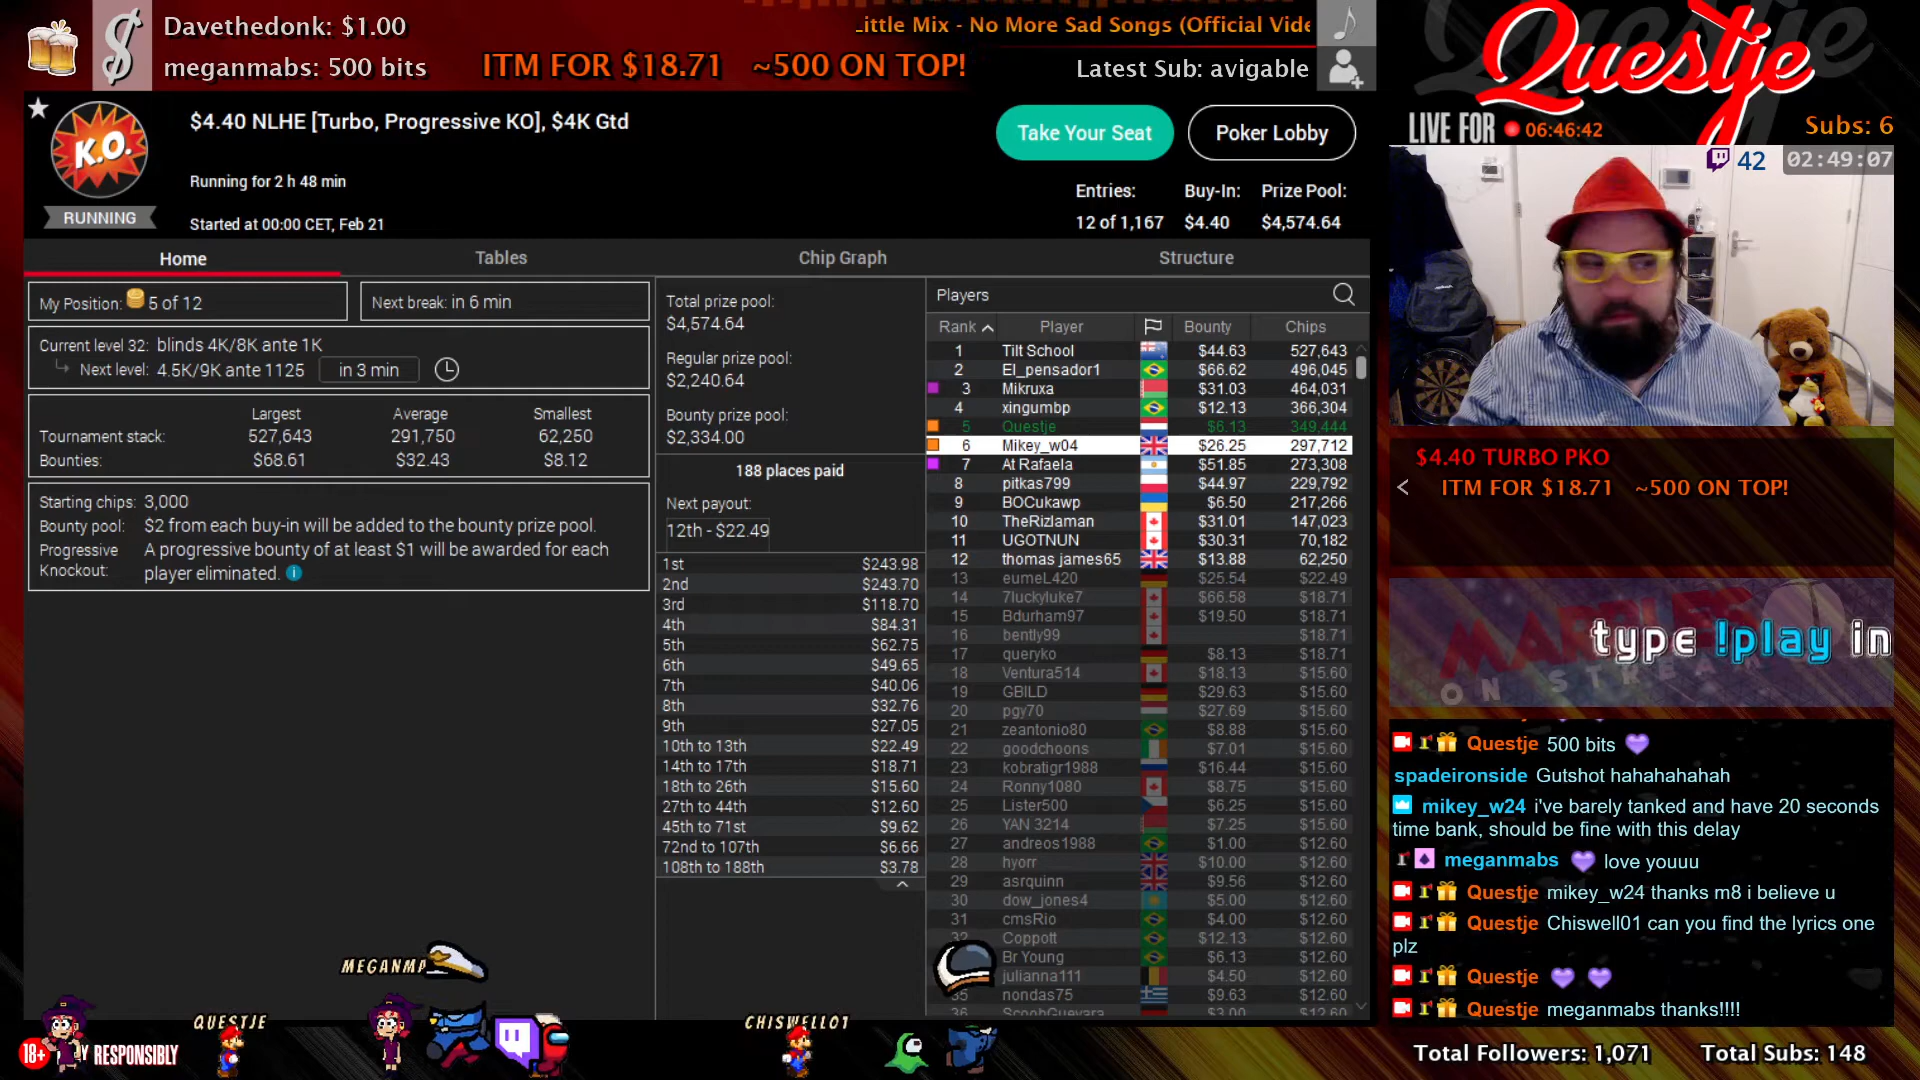 Davethedonk: $1.00
meganmabs: 500 bits
ITM FOR $18.71 ~500 ON TOP!
Little Mix - No More Sad Songs (Official Vide
Latest Sub: avigable
Questje
LIVE FOR 06:46:42
Subs: 6
42
02:49:07
K.O.
RUNNING
$4.40 NLHE [Turbo, Progressive KO], $4K Gtd
Running for 2 h 48 min
Started at 00:00 CET, Feb 21
Take Your Seat
Poker Lobby
Entries: Buy-In: Prize Pool:
12 of 1,167 $4.40 $4,574.64
Home Tables Chip Graph Structure
My Position: 5 of 12
Next break: in 6 min
Current level 32: blinds 4K/8K ante 1K
Next level: 4.5K/9K ante 1125 in 3 min
Largest Average Smallest
Tournament stack: 527,643 291,750 62,250
Bounties: $68.61 $32.43 $8.12
Starting chips: 3,000
Bounty pool: $2 from each buy-in will be added to the bounty prize pool.
Progressive Knockout: A progressive bounty of at least $1 will be awarded for each player eliminated.
Total prize pool:
$4,574.64
Regular prize pool:
$2,240.64
Bounty prize pool:
$2,334.00
188 places paid
Next payout:
12th - $22.49
1st $243.98
2nd $243.70
3rd $118.70
4th $84.31
5th $62.75
6th $49.65
7th $40.06
8th $32.76
9th $27.05
10th to 13th $22.49
14th to 17th $18.71
18th to 26th $15.60
27th to 44th $12.60
45th to 71st $9.62
72nd to 107th $6.66
108th to 188th $3.78
Players
Rank Player Bounty Chips
1 Tilt School $44.63 527,643
2 El_pensador1 $66.62 496,045
3 Mikruxa $31.03 464,031
4 xingumbp $12.13 366,304
5 Questje $6.13 349,444
6 Mikey_w04 $26.25 297,712
7 At Rafaela $51.85 273,308
8 pitkas799 $44.97 229,792
9 BOCukawp $6.50 217,266
10 TheRizlaman $31.01 147,023
11 UGOTNUN $30.31 70,182
12 thomas james65 $13.88 62,250
13 eumeL420 $25.54 $22.49
14 7luckyluke7 $66.58 $18.71
15 Bdurham97 $19.50 $18.71
16 bently99 $18.71
17 queryko $8.13 $18.71
18 Ventura514 $18.13 $15.60
19 GBILD $29.63 $15.60
20 pgy70 $27.69 $15.60
21 zeantonio80 $8.88 $15.60
22 goodchoons $7.01 $15.60
23 kobratigr1988 $16.44 $15.60
24 Ronny1080 $8.75 $15.60
25 Lister500 $6.25 $15.60
26 YAN 3214 $7.25 $15.60
27 andreos1988 $1.00 $12.60
28 hyorr $10.00 $12.60
29 asrquinn $9.56 $12.60
30 dow_jones4 $5.00 $12.60
31 cmsRio $4.00 $12.60
32 Coppott $12.13 $12.60
Br Young $6.13 $12.60
julianna111 $4.50 $12.60
35 nondas75 $9.63 $12.60
36 ScoobGuevara $3.00 $12.60
$4.40 TURBO PKO
< ITM FOR $18.71 ~500 ON TOP!
MARBLES
ON STREAM
type !play in
Questje 500 bits
spadeironside Gutshot hahahahahah
mikey_w24 i've barely tanked and have 20 seconds
time bank, should be fine with this delay
meganmabs love youuu
Questje mikey_w24 thanks m8 i believe u
Questje Chiswell01 can you find the lyrics one
plz
Questje
Questje meganmabs thanks!!!!
MEGANMA
QUESTJE
CHISWELL01
18+ Y RESPONSIBLY
Total Followers: 1,071 Total Subs: 148